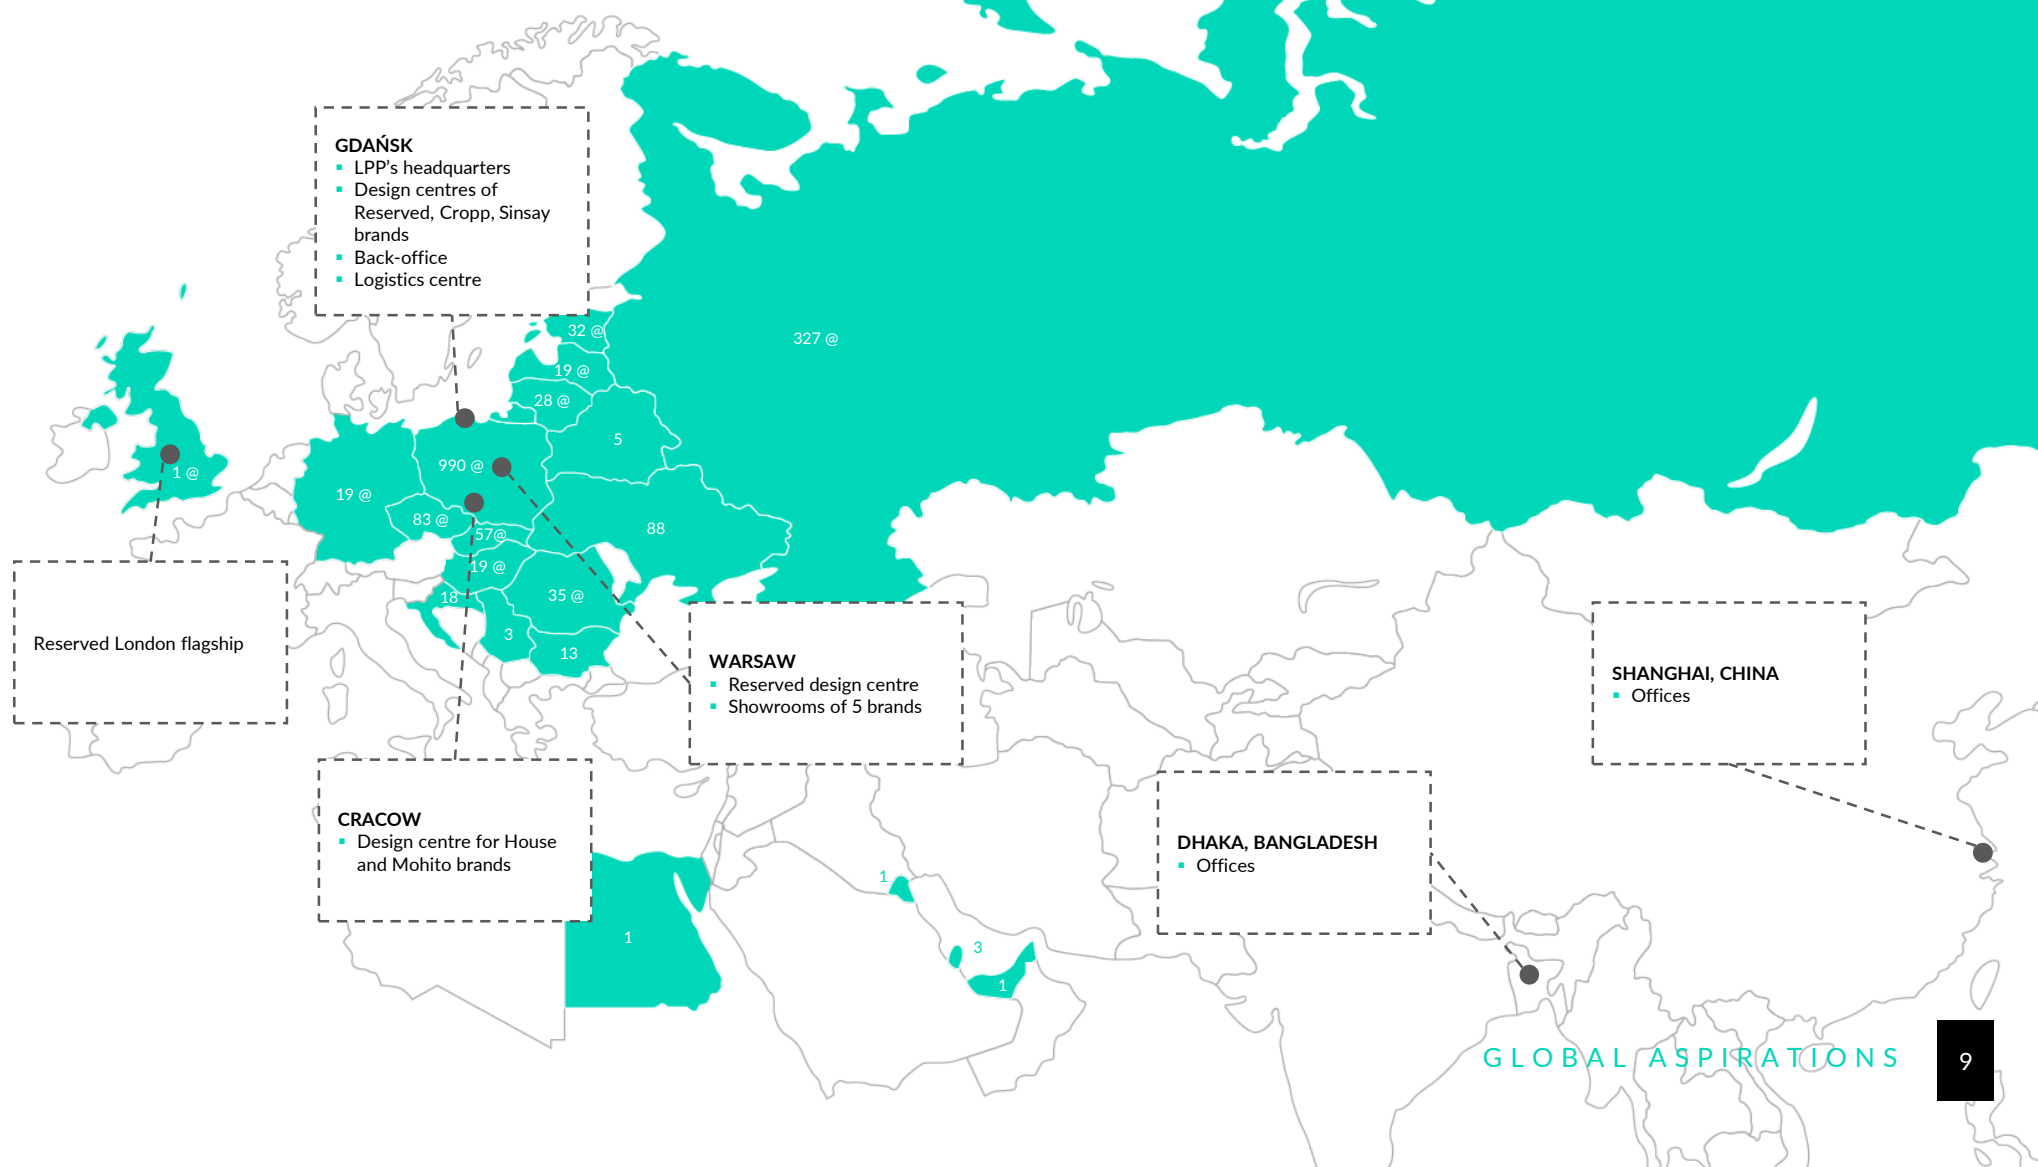 GDAŃSK
▪ LPP’s headquarters
▪ Design centres of
Reserved, Cropp, Sinsay
brands
▪ Back-office
▪ Logistics centre
32 @
327 @
19 @
28 @
5
990 @
1 @
19 @
83 @
88
57@
19 @
35 @
18
3
13
Reserved London flagship
WARSAW
▪ Reserved design centre
▪ Showrooms of 5 brands
SHANGHAI, CHINA
▪ Offices
CRACOW
▪ Design centre for House
and Mohito brands
DHAKA, BANGLADESH
▪ Offices
1
1
3
1
GLOBAL ASPIRATIONS
9